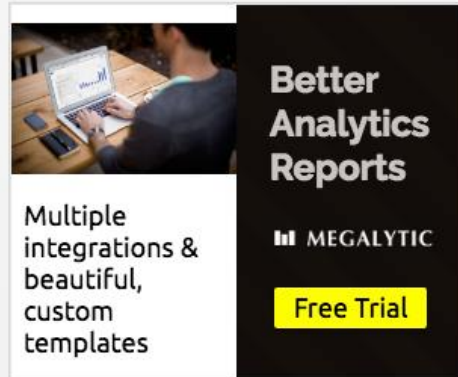 Multiple
integrations &
beautiful,
custom
templates
Better
Analytics
Reports
MEGALYTIC
Free Trial